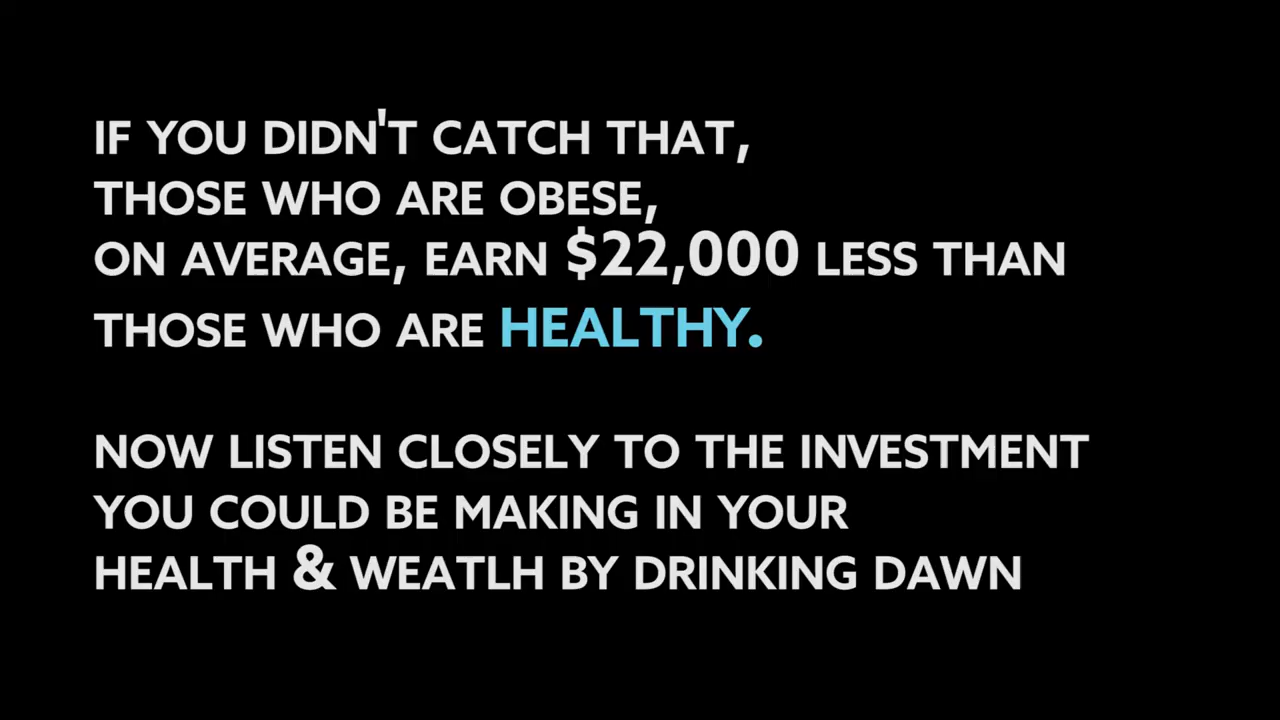 IF YOU DIDN'T CATCH THAT,
THOSE WHO ARE OBESE,
ON AVERAGE, EARN $22,000 LESS THAN
THOSE WHO ARE HEALTHY.
NOW LISTEN CLOSELY TO THE INVESTMENT
YOU COULD BE MAKING IN YOUR
HEALTH & WEATLH BY DRINKING DAWN